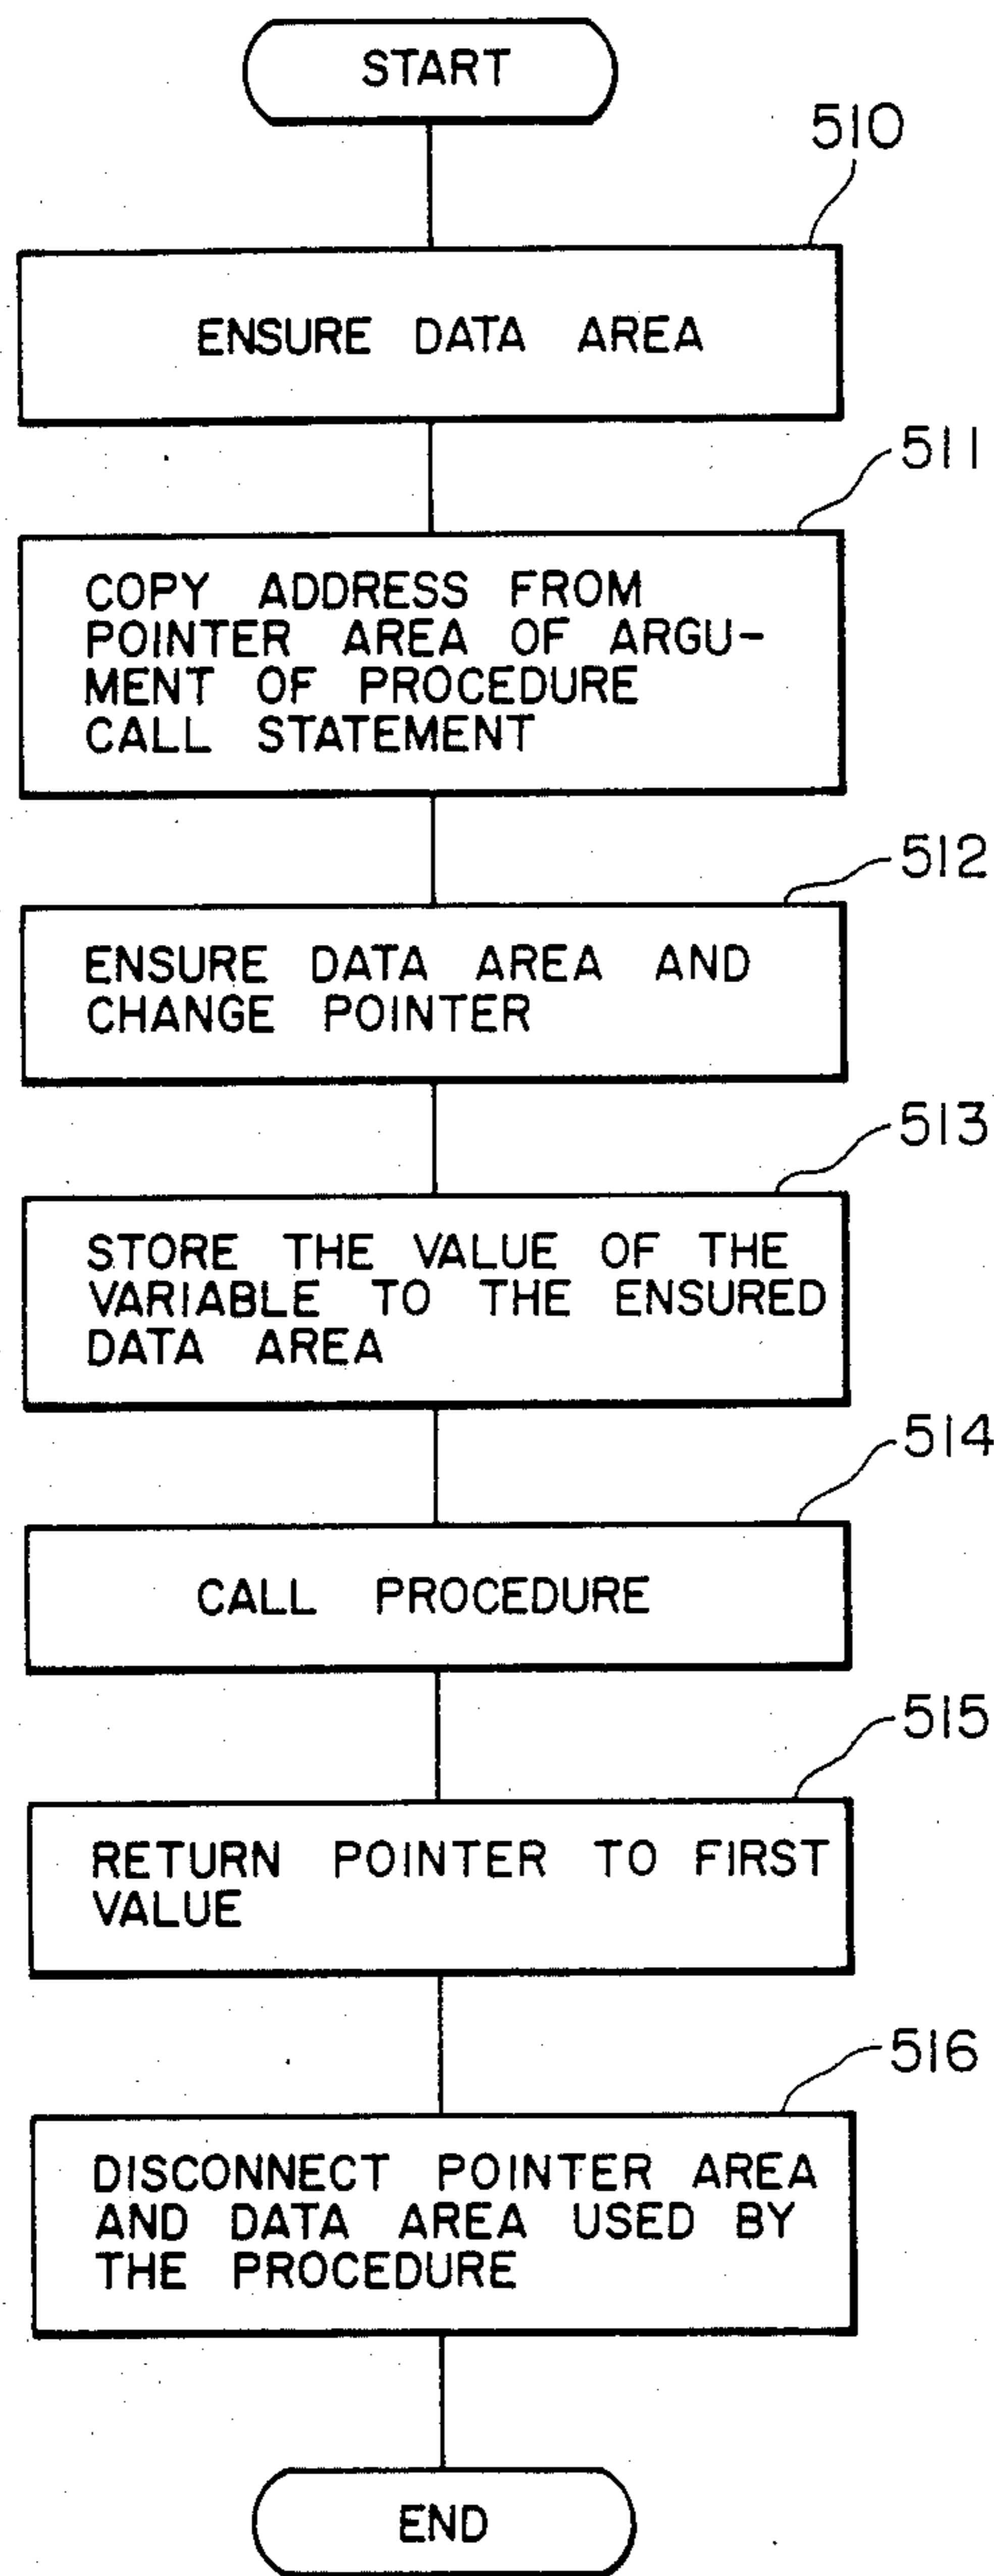 START
510
ENSURE DATA AREA
511
COPY ADDRESS FROM
POINTER AREA OF ARGU-
MENT OF PROCEDURE
CALL STATEMENT
512
ENSURE DATA AREA AND
CHANGE POINTER
513
STORE THE VALUE OF THE
VARIABLE TO THE ENSURED
DATA AREA
514
CALL PROCEDURE
515
RETURN POINTER TO FIRST
VALUE
516
DISCONNECT POINTER AREA
AND DATA AREA USED BY
THE PROCEDURE
END